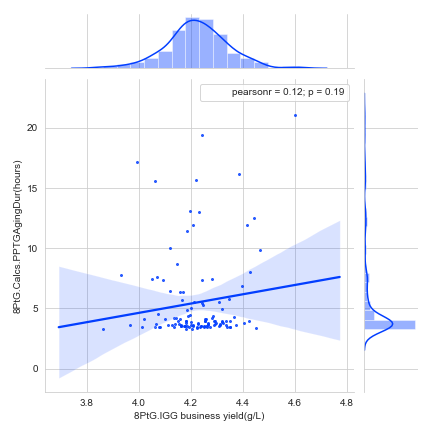 pearsonr = 0.12; p = 0.19
20
15
10
5
0
8PtG.Calcs.PPTGAgingDur(hours)
3.8 4.0 4.2 4.4 4.6 4.8
8PtG.IGG business yield(g/L)